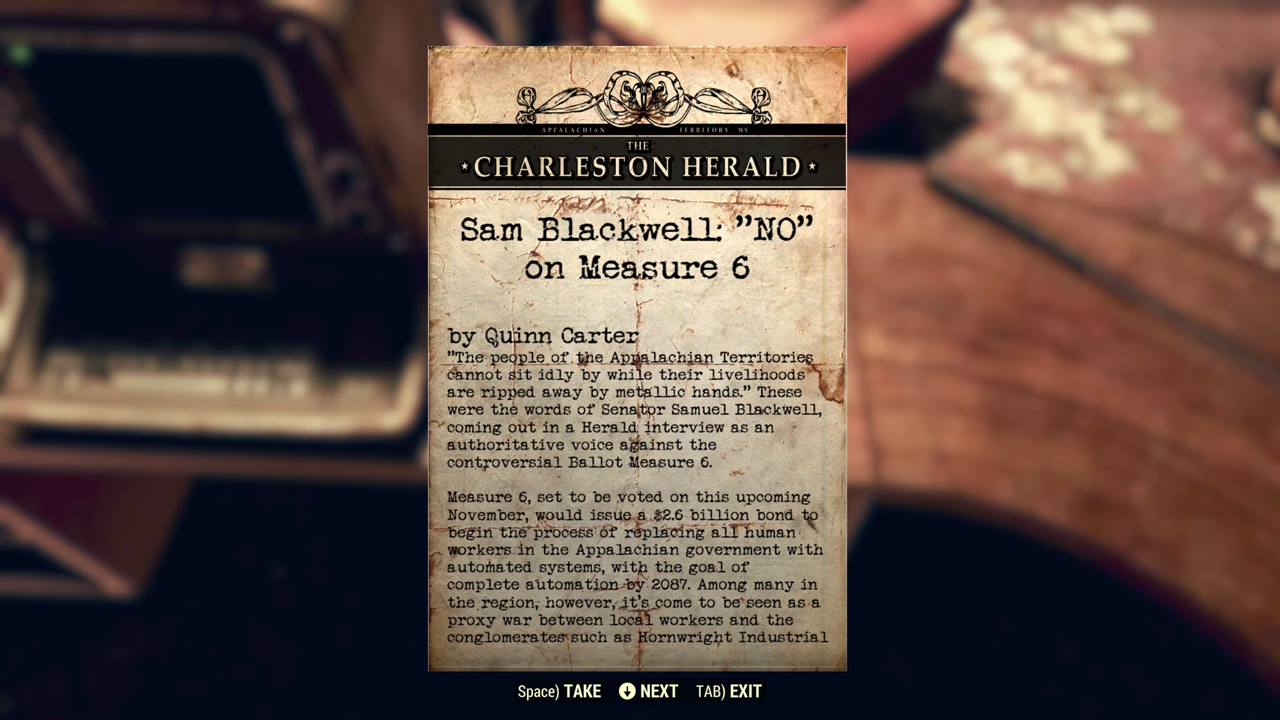 APPALACHIAN TERRITORY WV
THE
CHARLESTON HERALD
Sam Blackwell: "NO"
on Measure 6
by Quinn Carter
"The people of the Appalachian Territories
cannot sit idly by while their livelihoods
are ripped away by metallic hands." These
were the words of Senator Samuel Blackwell,
coming out in a Herald interview as an
authoritative voice against the
controversial Ballot Measure 6.
Measure 6, set to be voted on this upcoming
November, would issue a $2.6 billion bond to
begin the process of replacing all human
workers in the Appalachian government with
automated systems, with the goal of
complete automation by 2087. Among many in
the region, however, it's come to be seen as a
proxy war between local workers and the
conglomerates such as Hornwright Industrial
Space) TAKE NEXT TAB) EXIT